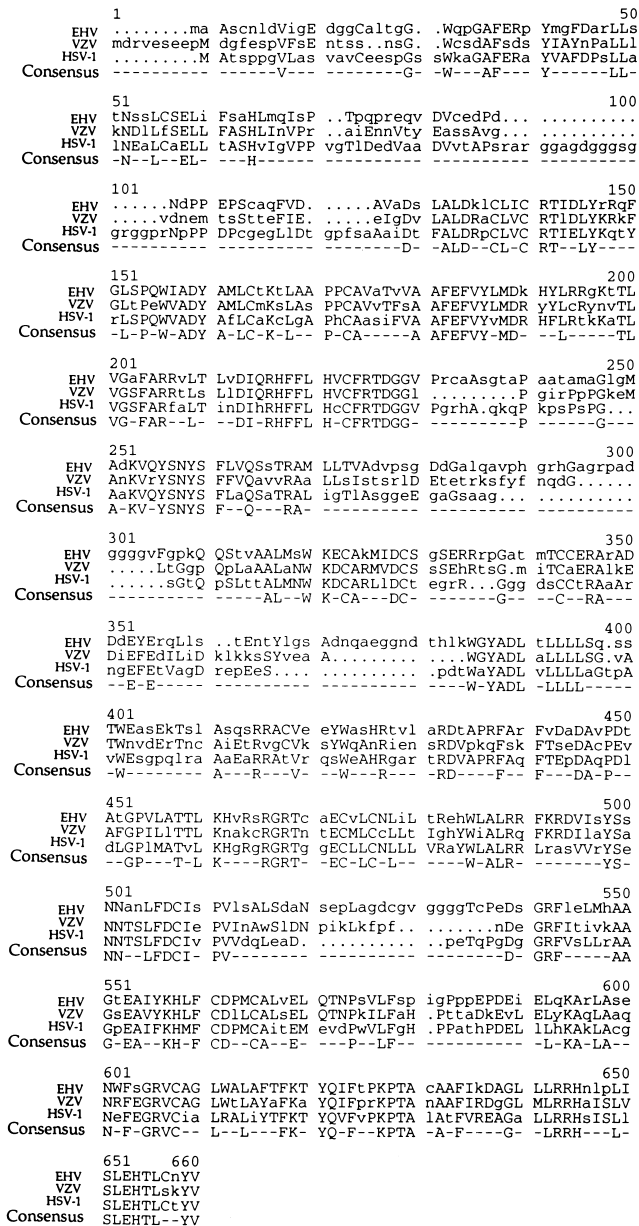 1 50
EHV ........ma AscnldVigE dggCaltgG. WqpGAFERp YmgFDarLLs
VZV mdrveseepM dgfespVFsE ntss..nsG. .WcsdAFsds YIAYnPaLLl
HSV-1 .........M AtsppgVLas vavCeesPGs sWkaGAFERa YVAFDPsLLa
Consensus ---------- ------V--- --------G- -W---AF--- Y-----LL-
51 100
EHV tNssLCSELi FsaHLmqIsP ..Tpqpreqv DVcedPd... ..........
VZV kNDlLfSELL FASHLInVPr ..aiEnnVty EassAvg... ..........
HSV-1 lNEaLCaELL tASHvIgVPP vgTlDedVaa DVvtAPsrar ggagdgggsg
Consensus -N--L--EL- ---H------ ---------- ---------- ----------
101 150
EHV ......NdPP EPScaqFVD. .....AVaDs LALDklCLIC RTIDLYrRqF
VZV .....vdnem tsStteFIE. .....eIgDv LALDRaCLVC RTlDLYKRkF
HSV-1 grggprNpPP DPcgegLlDt gpfsaAaiDt FALDRpCLVC RTIELYKqtY
Consensus ---------- ---------- --------D- -ALD--CL-C RT--LY----
151 200
EHV GLSPQWIADY AMLCtKtLAA PPCAVaTvVA AFEFVYLMDk HYLRRgKtTL
VZV GLtPeWVADY AMLCmKsLAs PPCAVvTFsA AFEFVYLMDR yYLcRynvTL
HSV-1 rLSPQWVADY AfLCaKcLgA PhCAasiFVA AFEFVYvMDR HFLRtkKaTL
Consensus -L-P-W-ADY A-LC-K-L-- P-CA-----A AFEFVY-MD- --L-----TL
201 250
EHV VGaFARRvLT LvDIQRHFFL HVCFRTDGGV PrcaAsgtaP aatamaGlgM
VZV VGSFARRtLs LlDIQRHFFL HVCFRTDGGl .........P girPpPGkeM
HSV-1 VGSFARfaLT inDIhRHFFL HcCFRTDGGV PgrHA.qkqP kpsPsPG...
Consensus VG-FAR--L- --DI-RHFFL H-CFRTDGG- ---------P ------G---
251 300
EHV AdKVQYSNYS FLVQSsTRAM LLTVAdvpsg DdGalqavph grhGagrpad
VZV AnKVrYSNYS FFVQavvRAa LLsIStsrlD Etetrksfyf nqdG......
HSV-1 AaKVQYSNYS FLaQSaTRAL igTlASggeE gaGsaag... ..........
Consensus A-KV-YSNYS F--Q---RA- ---------- ---------- ----------
301 350
EHV ggggvFgpkQ QStvAALMsW KECAkMIDCS gSERRrpGat mTCCERArAD
VZV .....LtGgp QpLaAALaNW KDCARMVDCS sSEHRtsG.m iTCaERAlkE
HSV-1 .....sGtQ pSLttALMNW KDCARLlDCt egrR..Gggd sCCtRAaAr
Consensus ---------- -----AL--W K-CA---DC- -------G-- --C--RA---
351 400
EHV DdEYErqLls ..tEntYlgs AdnqaeggNd thlkWGYADL tLLLLSq.ss
VZV DiEFEdILiD klkksSYvea A......... ....WGYADL aLLLLSG.vA
HSV-1 ngEFEtVagD repEeS.... .......... .pdtWaYADL vLLLLaGtpA
Consensus --E-E----- ---------- ---------- ----W-YADL -LLLL-----
401 450
EHV TWEasEKtSl AsqsRRACVe eYWasHRtvl aRDtAPRFAr FVDaDAvPDt
VZV TWnvdERTnc AiEtRvgCVk sYWqAnRiEns sRDVpkqFsk FTseDAcPEv
HSV-1 vWEsgpqlra AAEaRRAtVr qsWeAHRgar tRDVAPRFAq FTEpDAqPDl
Consensus -W-------- A---R---V- --W---R--- -RD----F-- F---DA-P--
451 500
EHV AtGPVLATTL KHvRsRGRTc aECvLCNLiL tRehWLALRR FKRDVIsYSs
VZV AFGPILlTTL KnakcRGRTn tECMLCcLLt IghYWiALRq FKRDIlaYSa
HSV-1 dLGPlMATvL KHgRgRGRTg gECLLCNLLL VRaYWLALRR LrasVVrYSe
Consensus --GP---T-L K----RGRT- -EC-LC-L-- ----W-ALR- -------YS-
501 550
EHV NNanLFDCIs PVlsALSdaN sepLagdcgv ggggTcPeDs GRFleLMhAA
VZV NNTSLFDCIe PVInAwSlDN pikLkfpf.. .......nDe GRFItivkAA
HSV-1 NNTSLFDCIv PVVdqLeaD. .........p peTqPgDg GRFVsLLrAA
Consensus NN--LFDCI- PV-------- ---------- --------D- GRF-----AA
551 600
EHV GtEAIYKHLF CDPMCALvEL QTNPsVLFsp igPppEPDEi ELqKArLAse
VZV GsEAVYKHLF CDlLCALsEL QTNPkILFaH .PttaDkEvL ELyKAqLAaq
HSV-1 GpEAIFKHMF CDPMCAitEM evdPwVLFgH .PPathPDEL lLhKAkLAcg
Consensus G-EA--KH-F CD--CA--E- ---P--LF-- ---------- -L-KA-LA--
601 650
EHV NWFsGRVCAG LWALAFTFKT YQIFtPKPTA cAAFIkDAGL LLRRHnlpLI
VZV NRFEGRVCAG LWtLAYaFKa YQIFprKPTA nAAFIRDgGL MLRRHaISLV
HSV-1 NeFEGRVCia LRALIYTFKT YQVFvPKPTA lAtFVREAGa lLRRHsISLl
Consensus N-F-GRVC-- L--L---FK- YQ-F--KPTA -A-F----G- -LRRH---L-
651 660
EHV SLEHTLCnYV
VZV SLEHTLskYV
HSV-1 SLEHTLCtYV
Consensus SLEHTL--YV